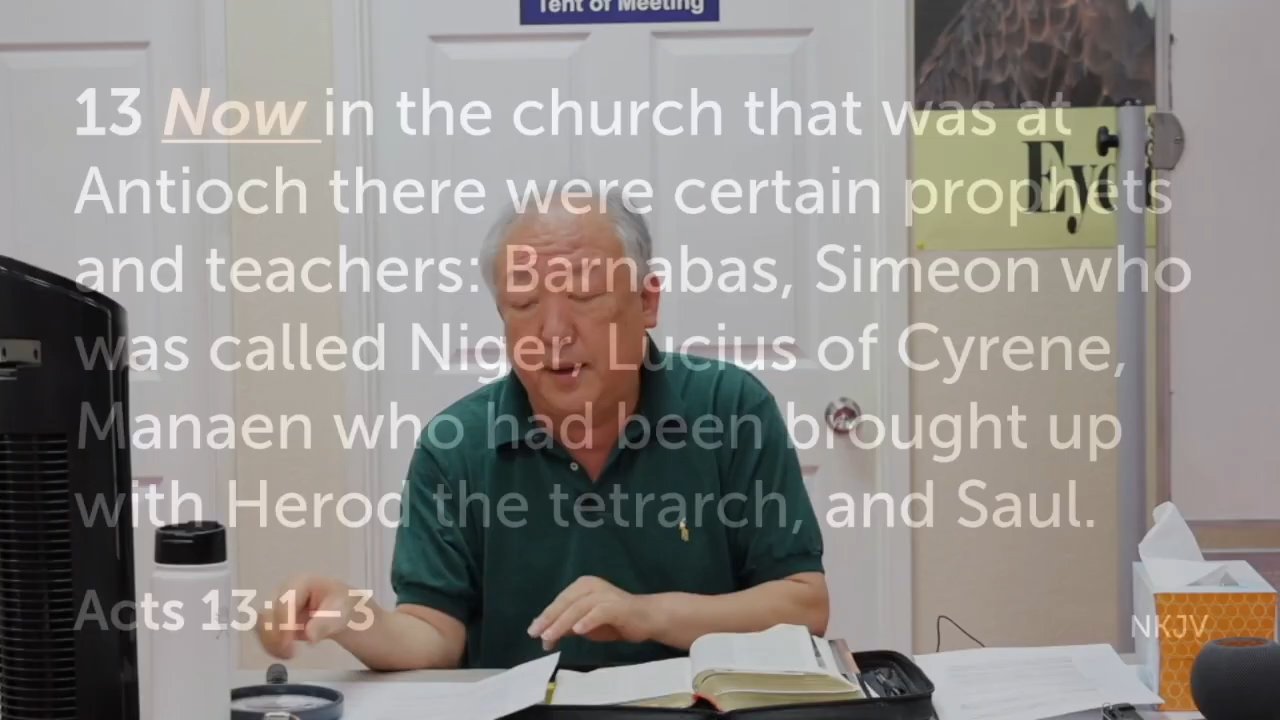 Tent of Meeting
13 Now in the church that was at
Antioch there were certain prophets
and teachers: Barnabas, Simeon who
was called Niger, Lucius of Cyrene,
Manaen who had been brought up
with Herod the tetrarch, and Saul.
Acts 13:1–3
NKJV